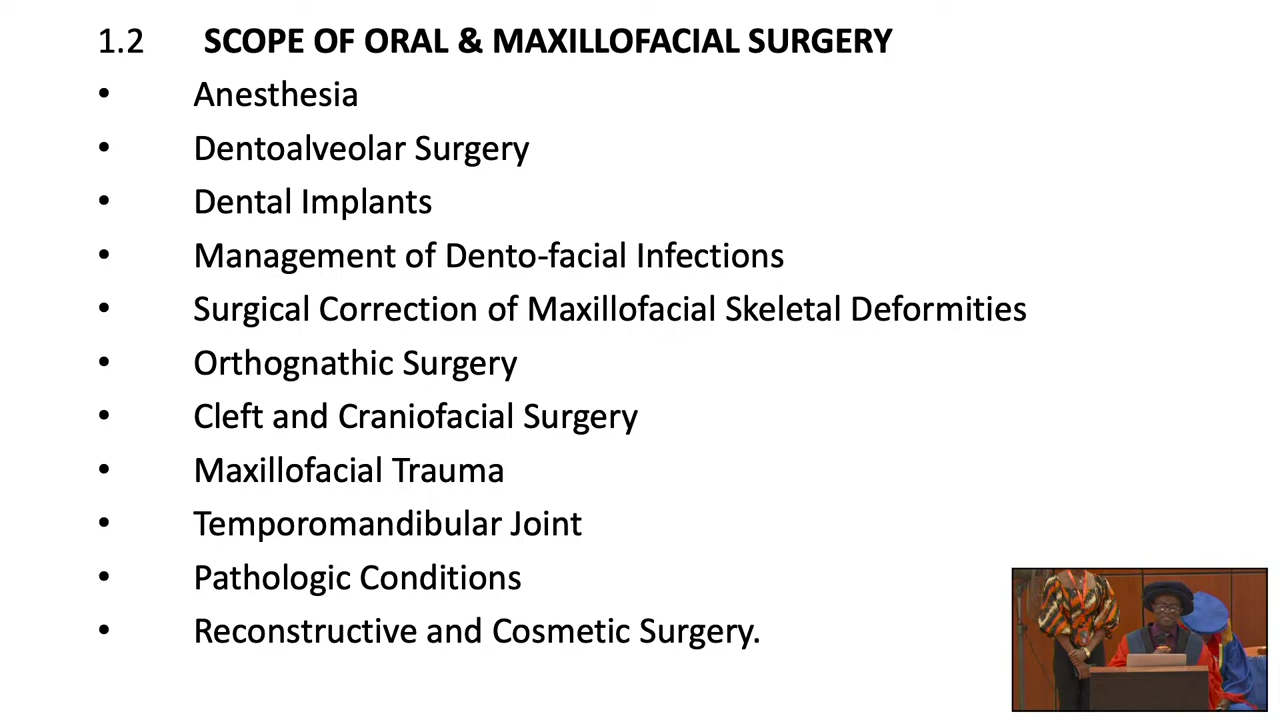 1.2 SCOPE OF ORAL & MAXILLOFACIAL SURGERY
• Anesthesia
• Dentoalveolar Surgery
• Dental Implants
• Management of Dento-facial Infections
• Surgical Correction of Maxillofacial Skeletal Deformities
• Orthognathic Surgery
• Cleft and Craniofacial Surgery
• Maxillofacial Trauma
• Temporomandibular Joint
• Pathologic Conditions
• Reconstructive and Cosmetic Surgery.